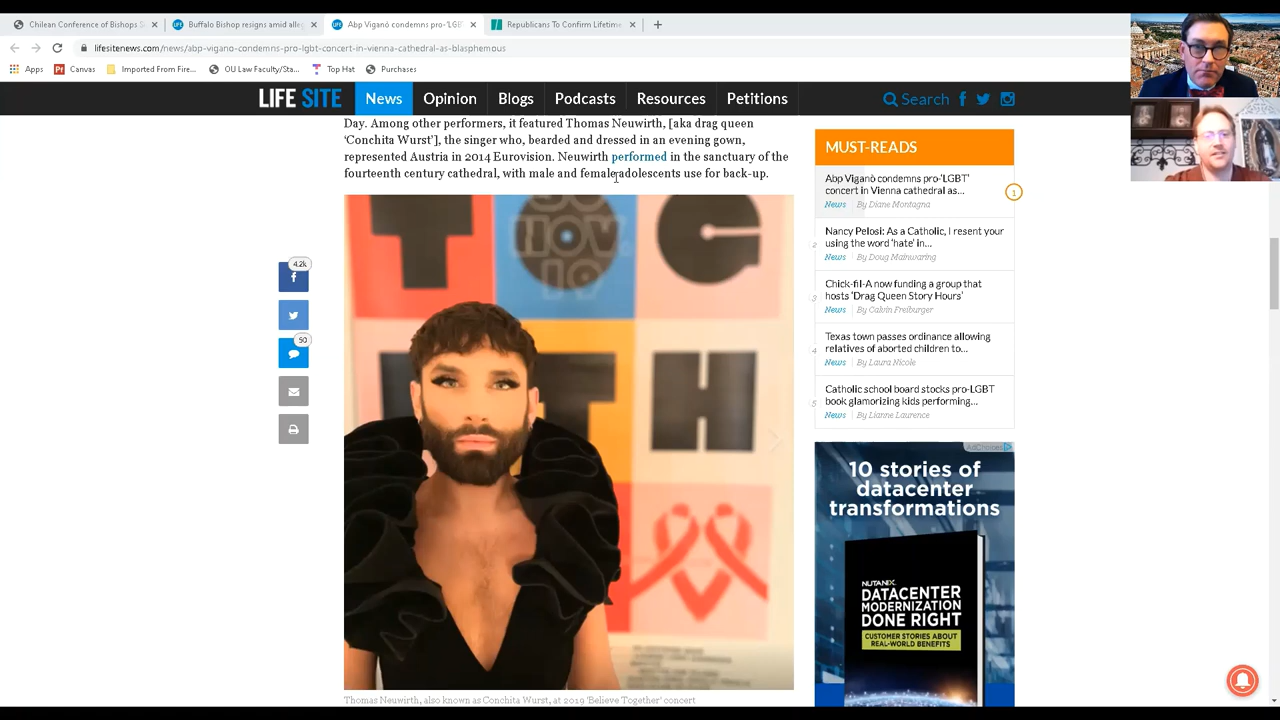 Chilean Conference of Bishops S
Buffalo Bishop resigns amid alleg
Abp Viganò condemns pro-'LGBT'
Republicans To Confirm Lifetime
lifesitenews.com/news/abp-vigano-condemns-pro-lgbt-concert-in-vienna-cathedral-as-blasphemous
Apps
Canvas
Imported From Fire...
OU Law Faculty/Sta...
Top Hat
Purchases
LIFE SITE
News
Opinion
Blogs
Podcasts
Resources
Petitions
Search
Day. Among other performers, it featured Thomas Neuwirth, [aka drag queen
'Conchita Wurst'], the singer who, bearded and dressed in an evening gown,
represented Austria in 2014 Eurovision. Neuwirth performed in the sanctuary of the
fourteenth century cathedral, with male and female adolescents use for back-up.
4.2k
50
TOG
HOW
TH
Thomas Neuwirth, also known as Conchita Wurst, at 2019 'Believe Together' concert
MUST-READS
Abp Viganò condemns pro-'LGBT'
concert in Vienna cathedral as...
News | By Diane Montagna
1
Nancy Pelosi: As a Catholic, I resent your
using the word 'hate' in...
News | By Doug Mainwaring
2
Chick-fil-A now funding a group that
hosts 'Drag Queen Story Hours'
News | By Calvin Freiburger
3
Texas town passes ordinance allowing
relatives of aborted children to...
News | By Laura Nicole
4
Catholic school board stocks pro-LGBT
book glamorizing kids performing...
News | By Lianne Laurence
5
AdChoices
10 stories of
datacenter
transformations
NUTANIX
DATACENTER
MODERNIZATION
DONE RIGHT
CUSTOMER STORIES ABOUT
REAL-WORLD BENEFITS